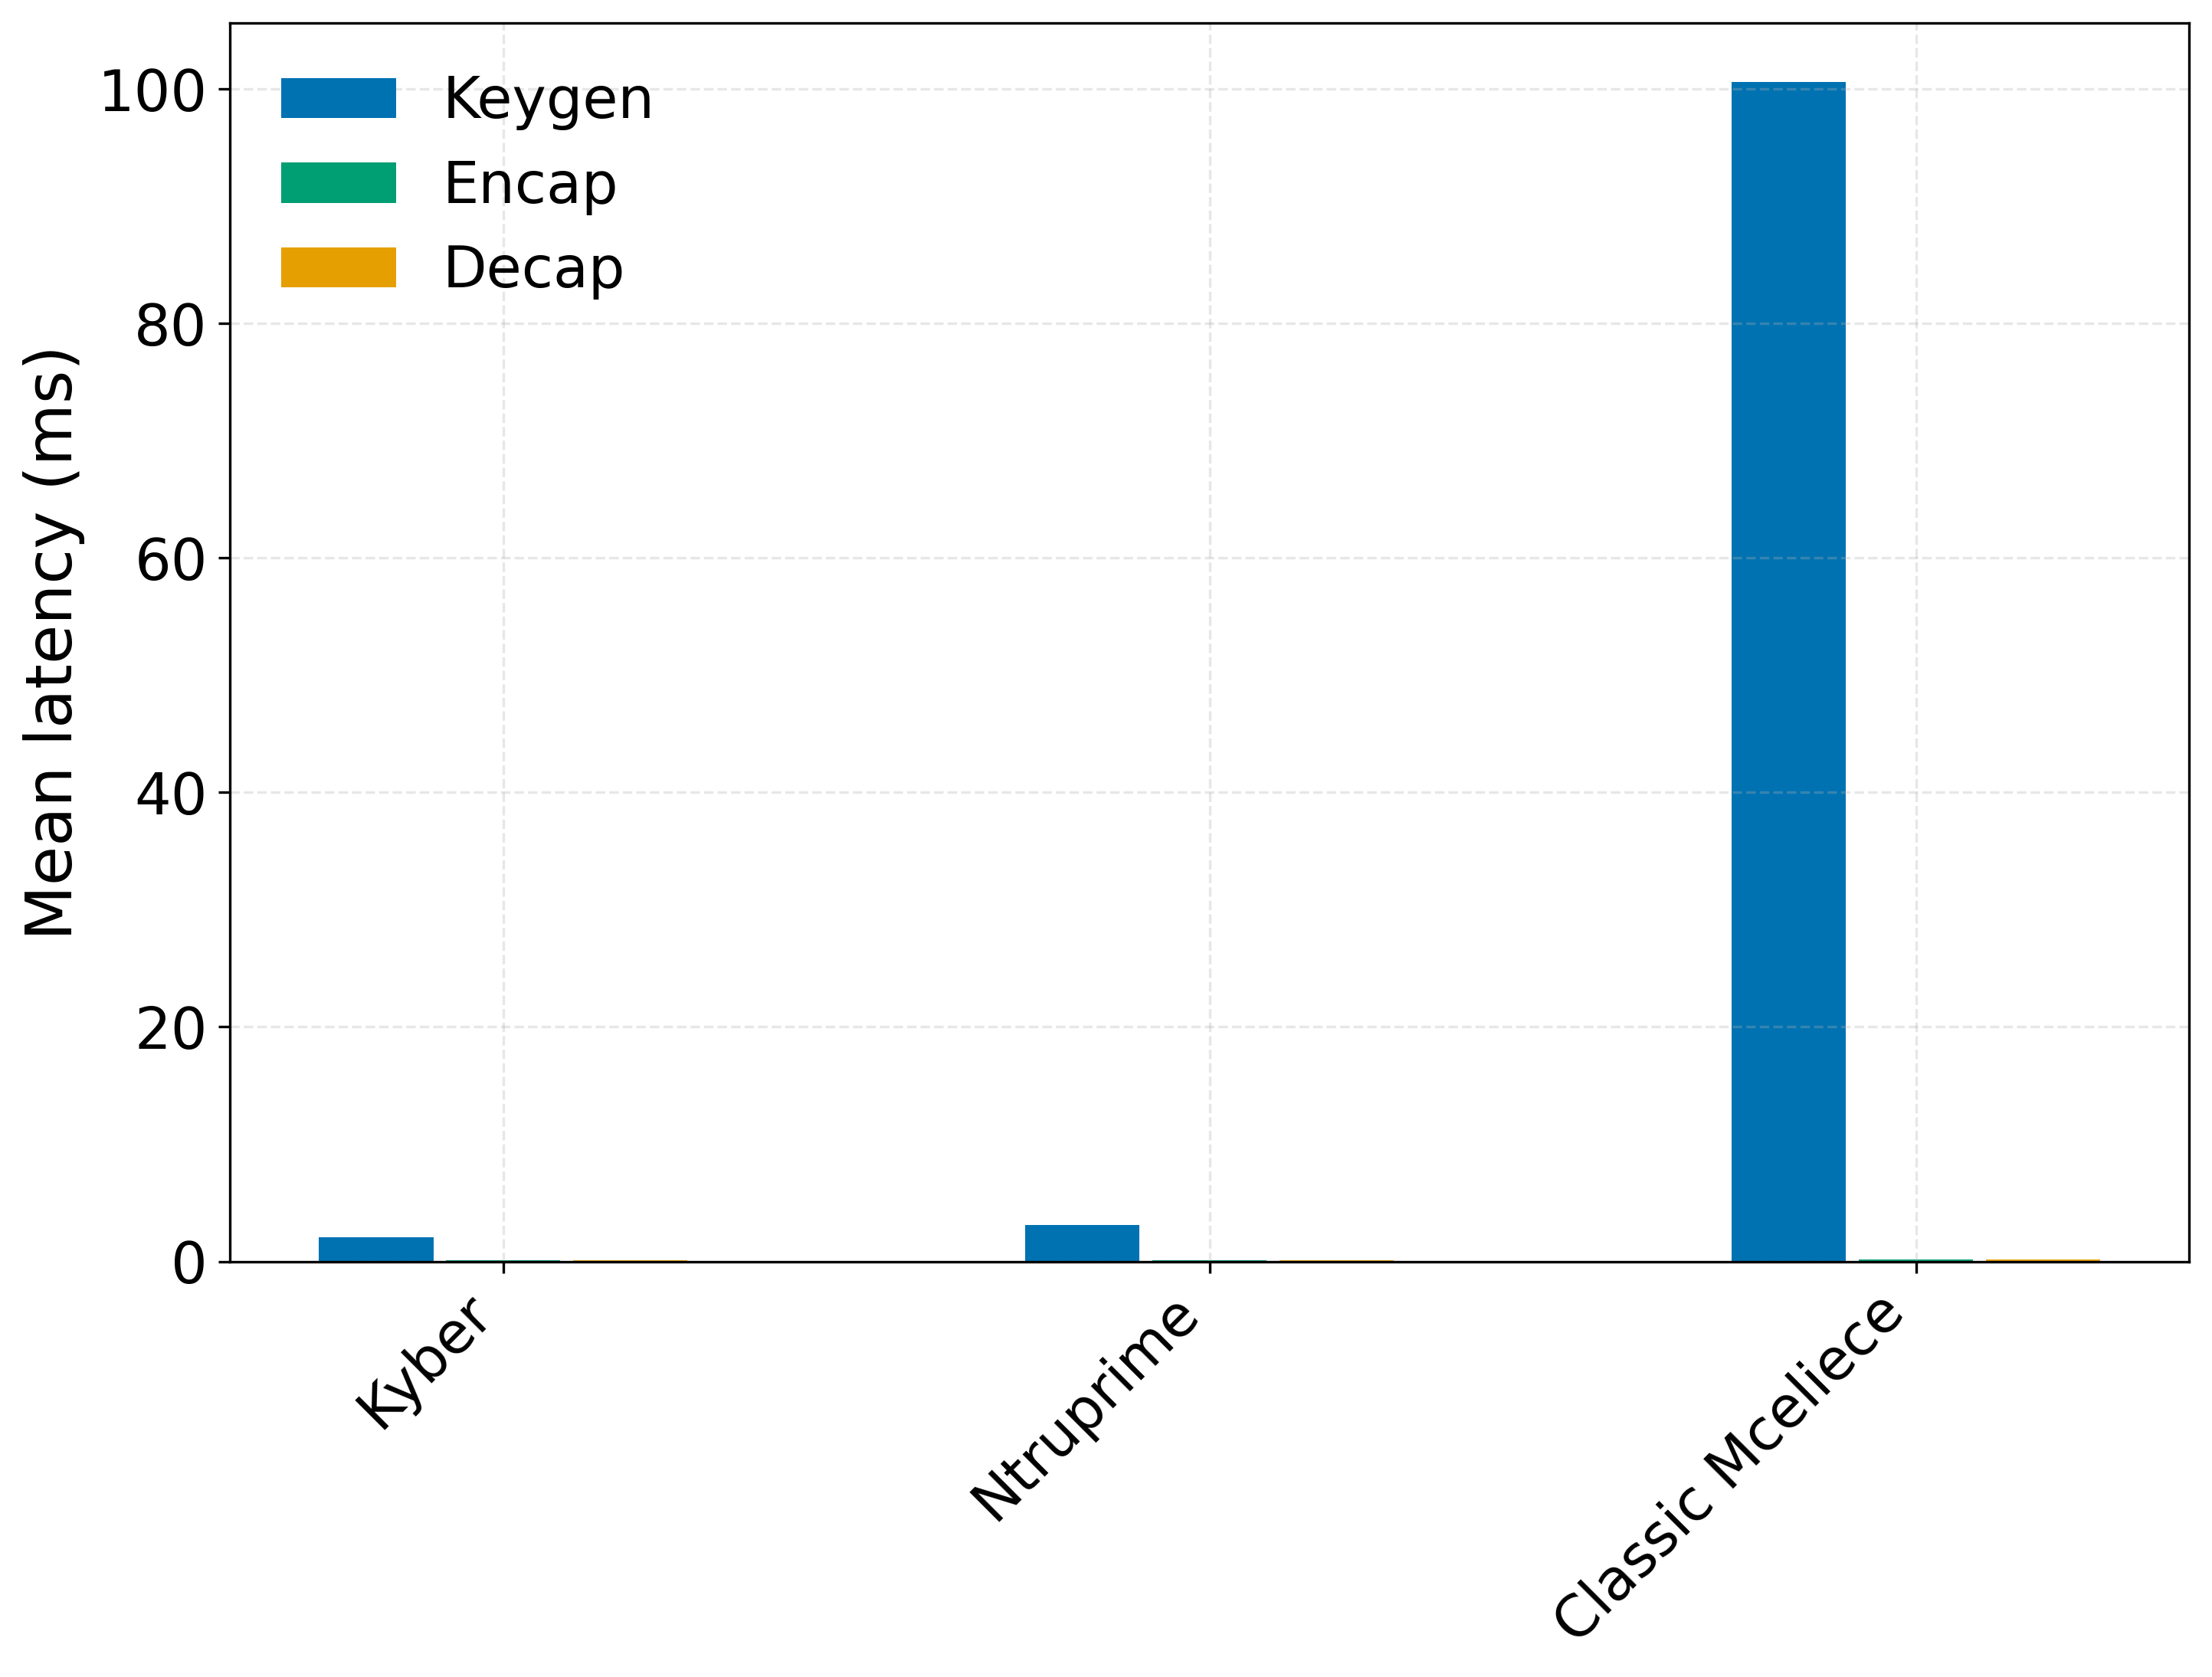 Keygen
Encap
Decap
Mean latency (ms)
100
80
60
40
20
0
Kyber
Ntruprime
Classic Mceliece